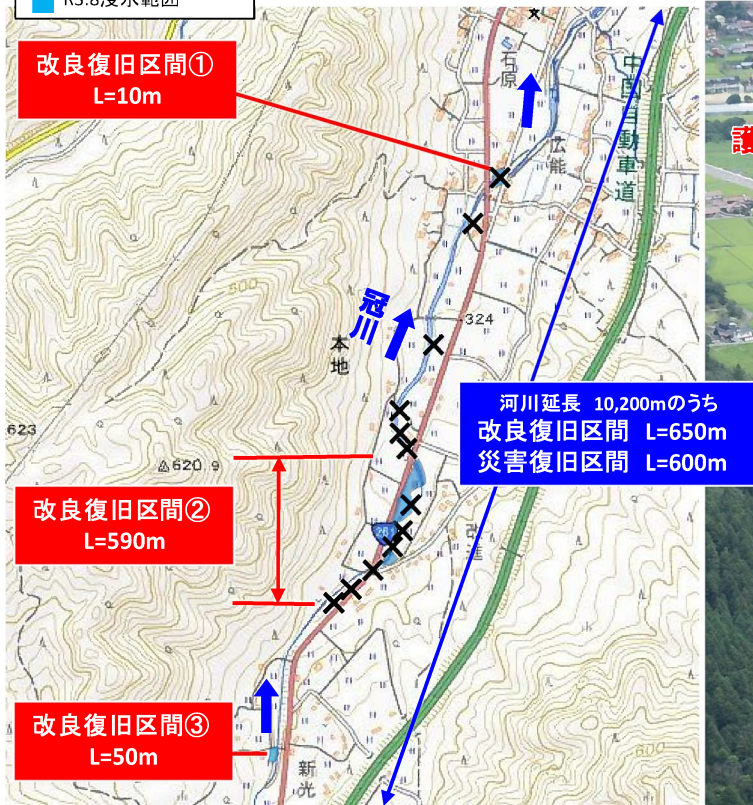 R3.8浸水範囲
改良復旧区間①
L=10m
石原
中国自動車道
広能
冠川
324
本地
河川延長 10,200mのうち
改良復旧区間 L=650m
災害復旧区間 L=600m
623
620.9
改良復旧区間②
L=590m
261
改進
改良復旧区間③
L=50m
新光
600